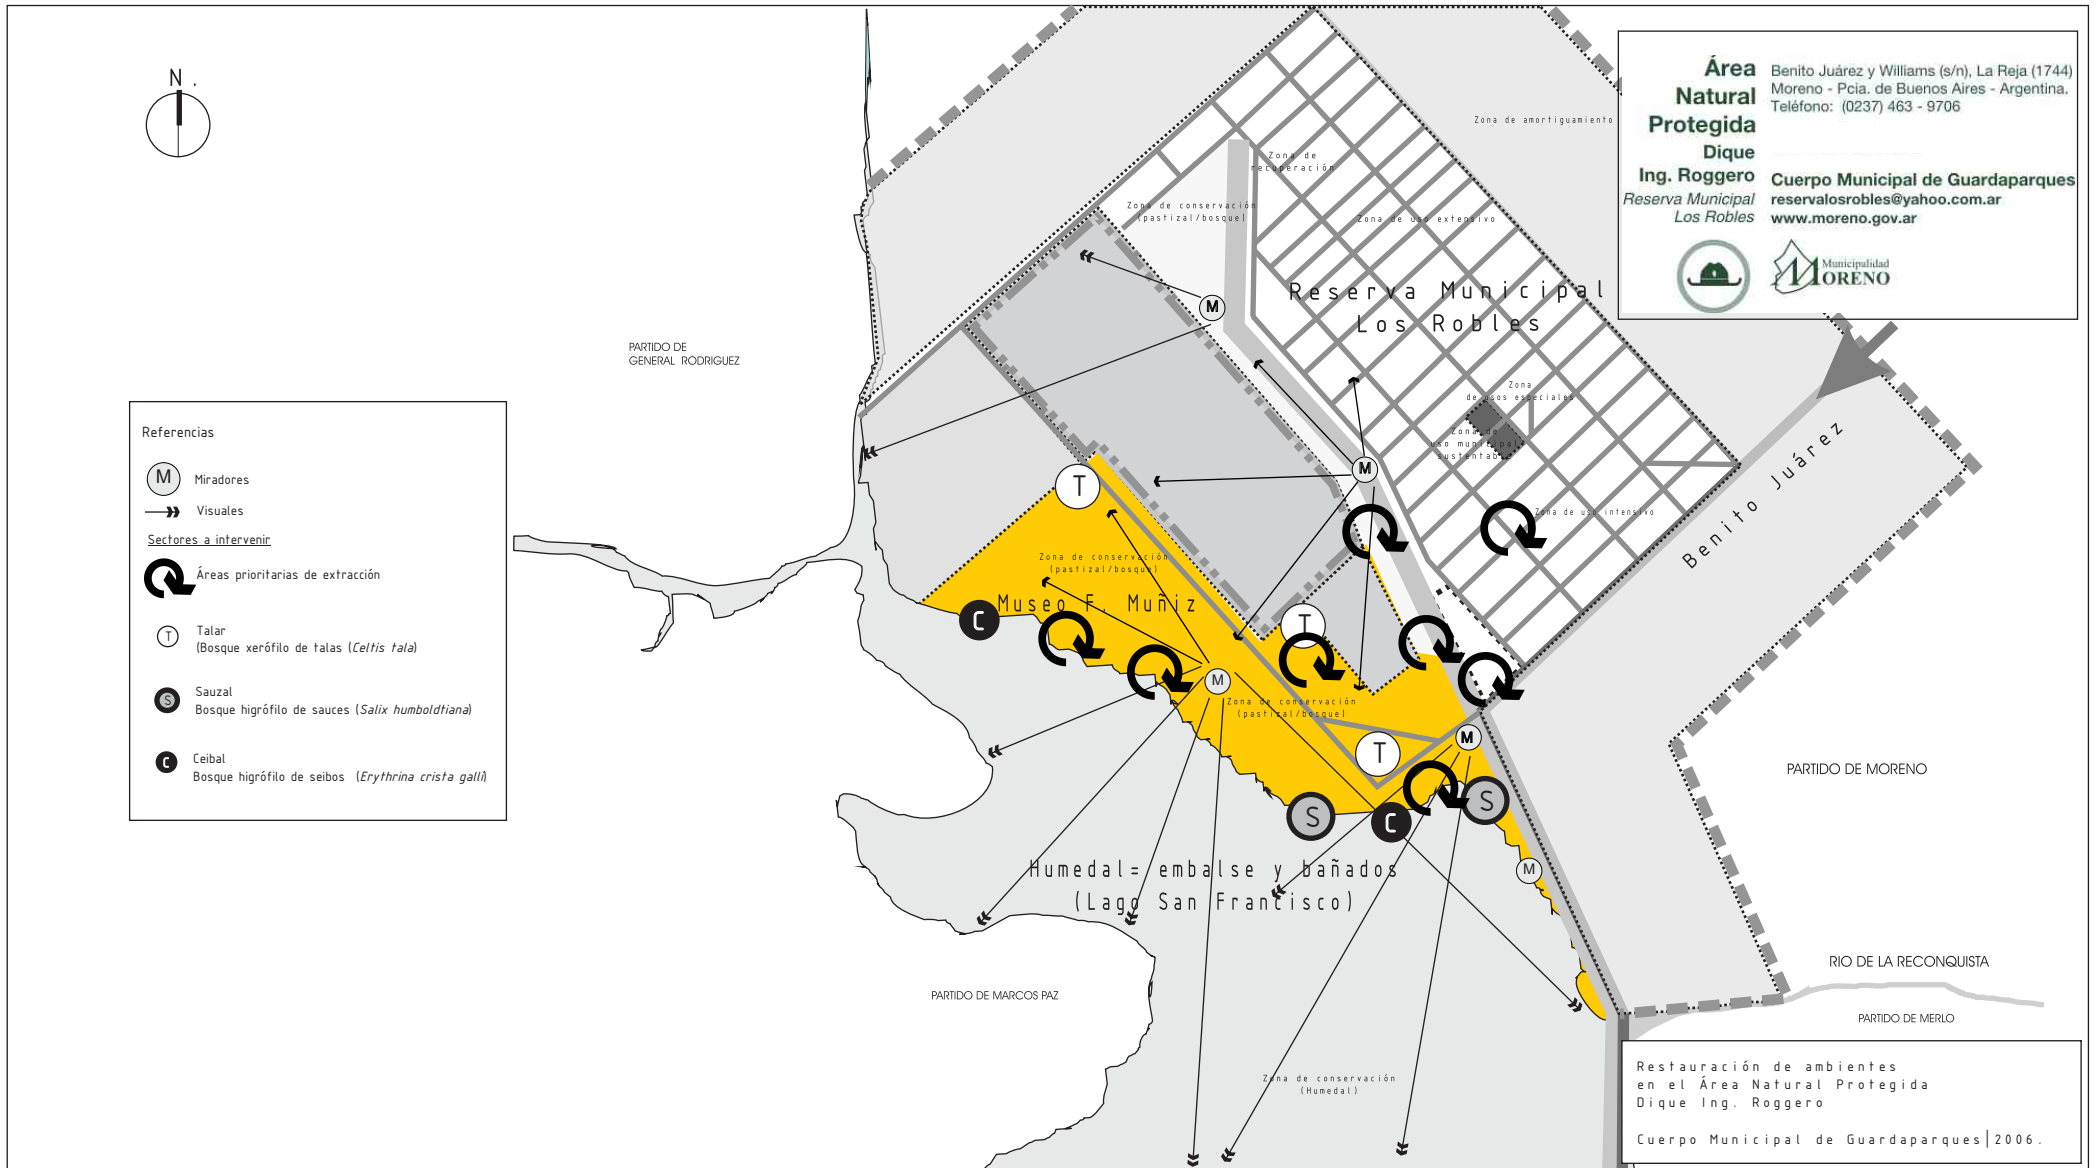 N .
Área
Natural
Protegida
Dique
Ing. Roggero
Reserva Municipal
Los Robles
Benito Juárez y Williams (s/n), La Reja (1744)
Moreno - Pcia. de Buenos Aires - Argentina.
Teléfono: (0237) 463 - 9706
Cuerpo Municipal de Guardaparques
reservalosrobles@yahoo.com.ar
www.moreno.gov.ar
Municipalidad
MORENO
Zona de amortiguamiento
Zona de
recuperación
Zona de conservación
(pastizal/bosque)
Zona de uso extensivo
M
Reserva Municipal
Los Robles
PARTIDO DE
GENERAL RODRIGUEZ
Zona
de usos especiales
Zona de
uso municipal
sustentable
Benito Juárez
M
T
Zona de uso intensivo
Referencias
M
Miradores
Visuales
Sectores a intervenir
Áreas prioritarias de extracción
T
Talar
(Bosque xerófilo de talas (Celtis tala)
S
Sauzal
Bosque higrófilo de sauces (Salix humboldtiana)
C
Ceibal
Bosque higrófilo de seibos (Erythrina crista galli)
Zona de conservación
(pastizal/bosque)
Museo F. Muñiz
C
T
M
Zona de conservación
(pastizal/bosque)
M
T
PARTIDO DE MORENO
S
S
C
M
Humedal= embalse y bañados
(Lago San Francisco)
RIO DE LA RECONQUISTA
PARTIDO DE MARCOS PAZ
PARTIDO DE MERLO
Zona de conservación
(Humedal)
Restauración de ambientes
en el Área Natural Protegida
Dique Ing. Roggero
Cuerpo Municipal de Guardaparques|2006.